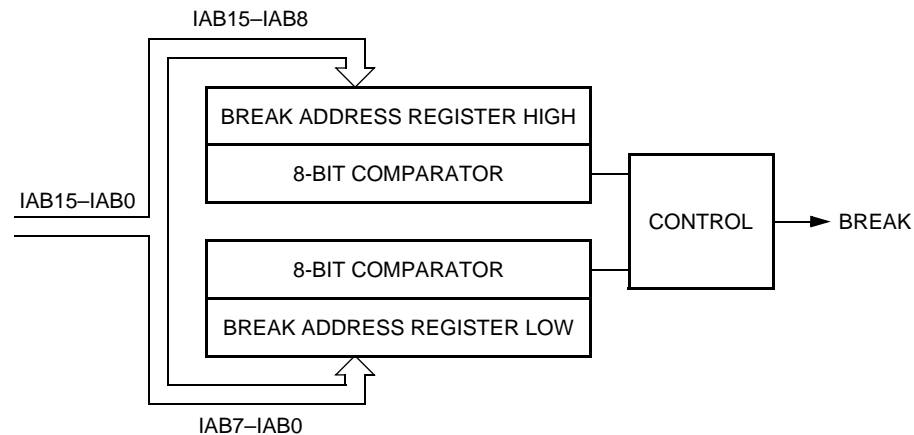 IAB15–IAB8
BREAK ADDRESS REGISTER HIGH
8-BIT COMPARATOR
IAB15–IAB0
CONTROL
BREAK
8-BIT COMPARATOR
BREAK ADDRESS REGISTER LOW
IAB7–IAB0